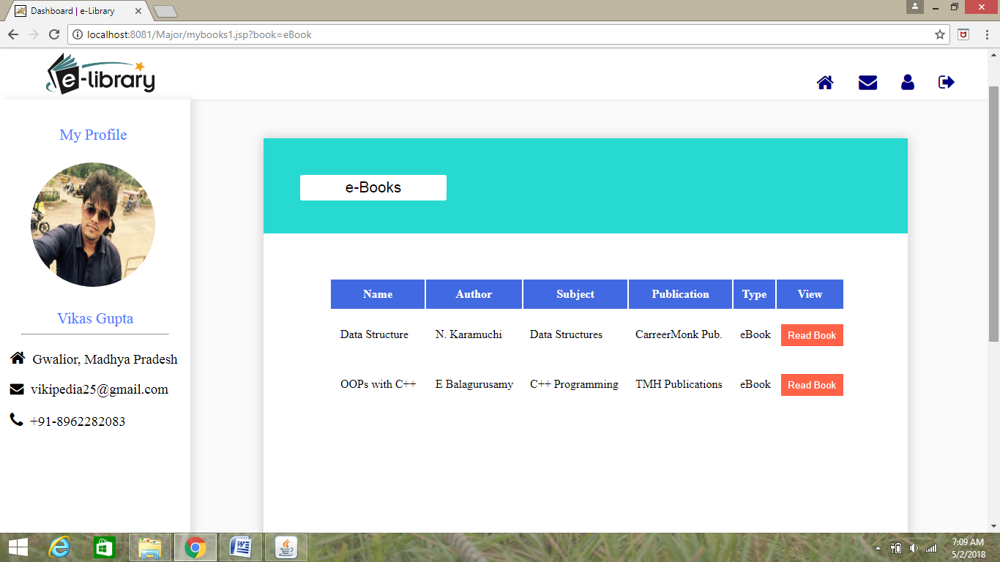 Dashboard | e-Library
localhost:8081/Major/mybooks1.jsp?book=eBook
e-library
My Profile
Vikas Gupta
Gwalior, Madhya Pradesh
vikipedia25@gmail.com
+91-8962282083
e-Books
Name Author Subject Publication Type View
Data Structure N. Karamuchi Data Structures CarreerMonk Pub. eBook Read Book
OOPs with C++ E Balagurusamy C++ Programming TMH Publications eBook Read Book
7:09 AM
5/2/2018